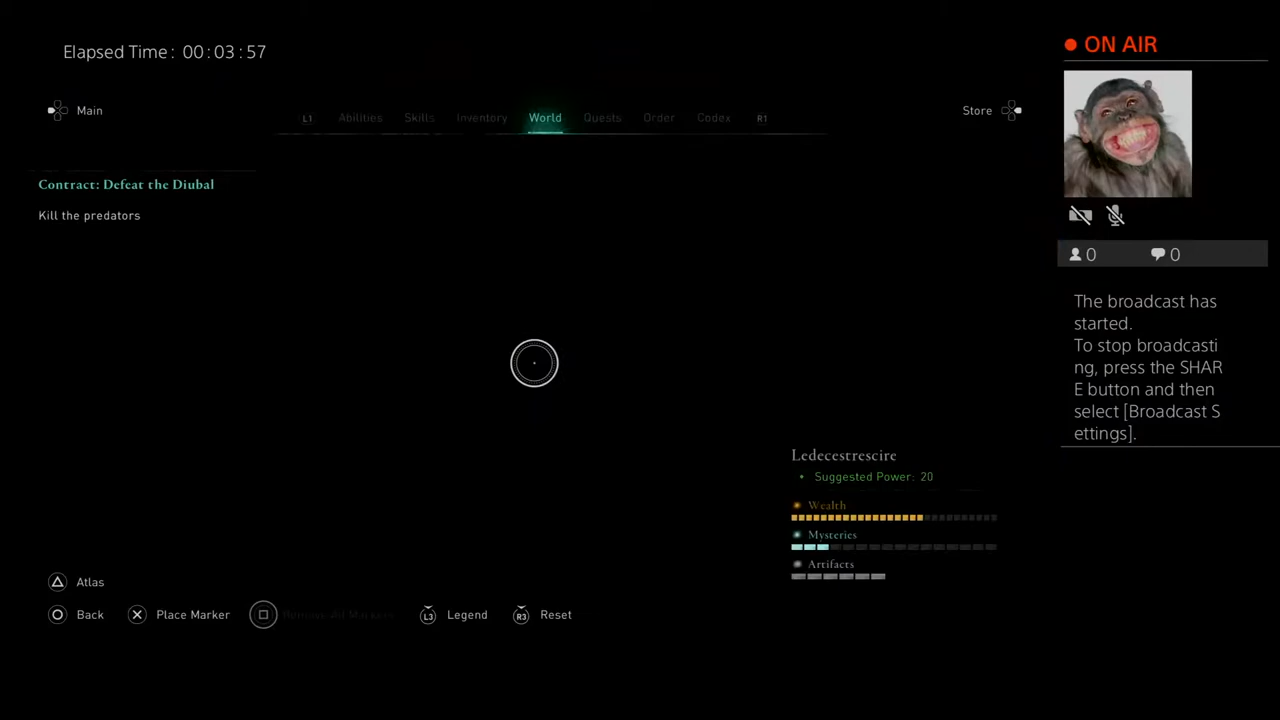 Elapsed Time: 00:03:57
ON AIR
Main
L1 Abilities Skills Inventory World Quests Order Codex R1
Store
Contract: Defeat the Diubal
Kill the predators
0 0
The broadcast has
started.
To stop broadcasti
ng, press the SHAR
E button and then
select [Broadcast S
ettings].
Ledecestrescire
Suggested Power: 20
Wealth
Mysteries
Artifacts
Atlas
Back Place Marker L3 Legend R3 Reset